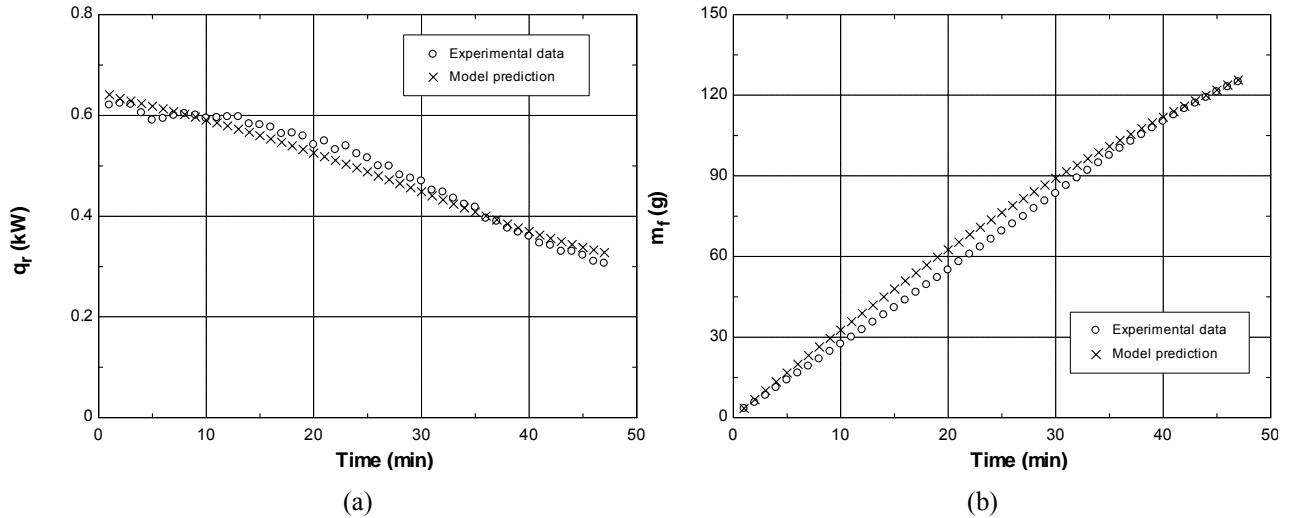 0.8
0.6
0.4
0.2
0
q_r (kW)
Experimental data
Model prediction
0 10 20 30 40 50
Time (min)
(a)
150
120
90
60
30
0
m_f (g)
Experimental data
Model prediction
0 10 20 30 40 50
Time (min)
(b)